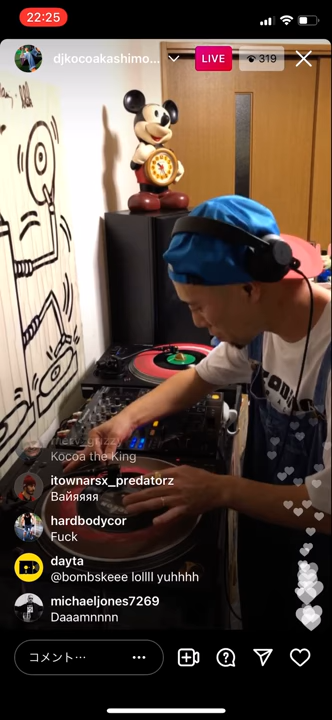 22:25
djkocoakashimo...
LIVE
319
Kocoa the King
itownarsx_predatorz
Вайяяяя
hardbodycor
Fuck
dayta
@bombskeee lollll yuhhhh
michaeljones7269
Daaamnnnn
コメント…